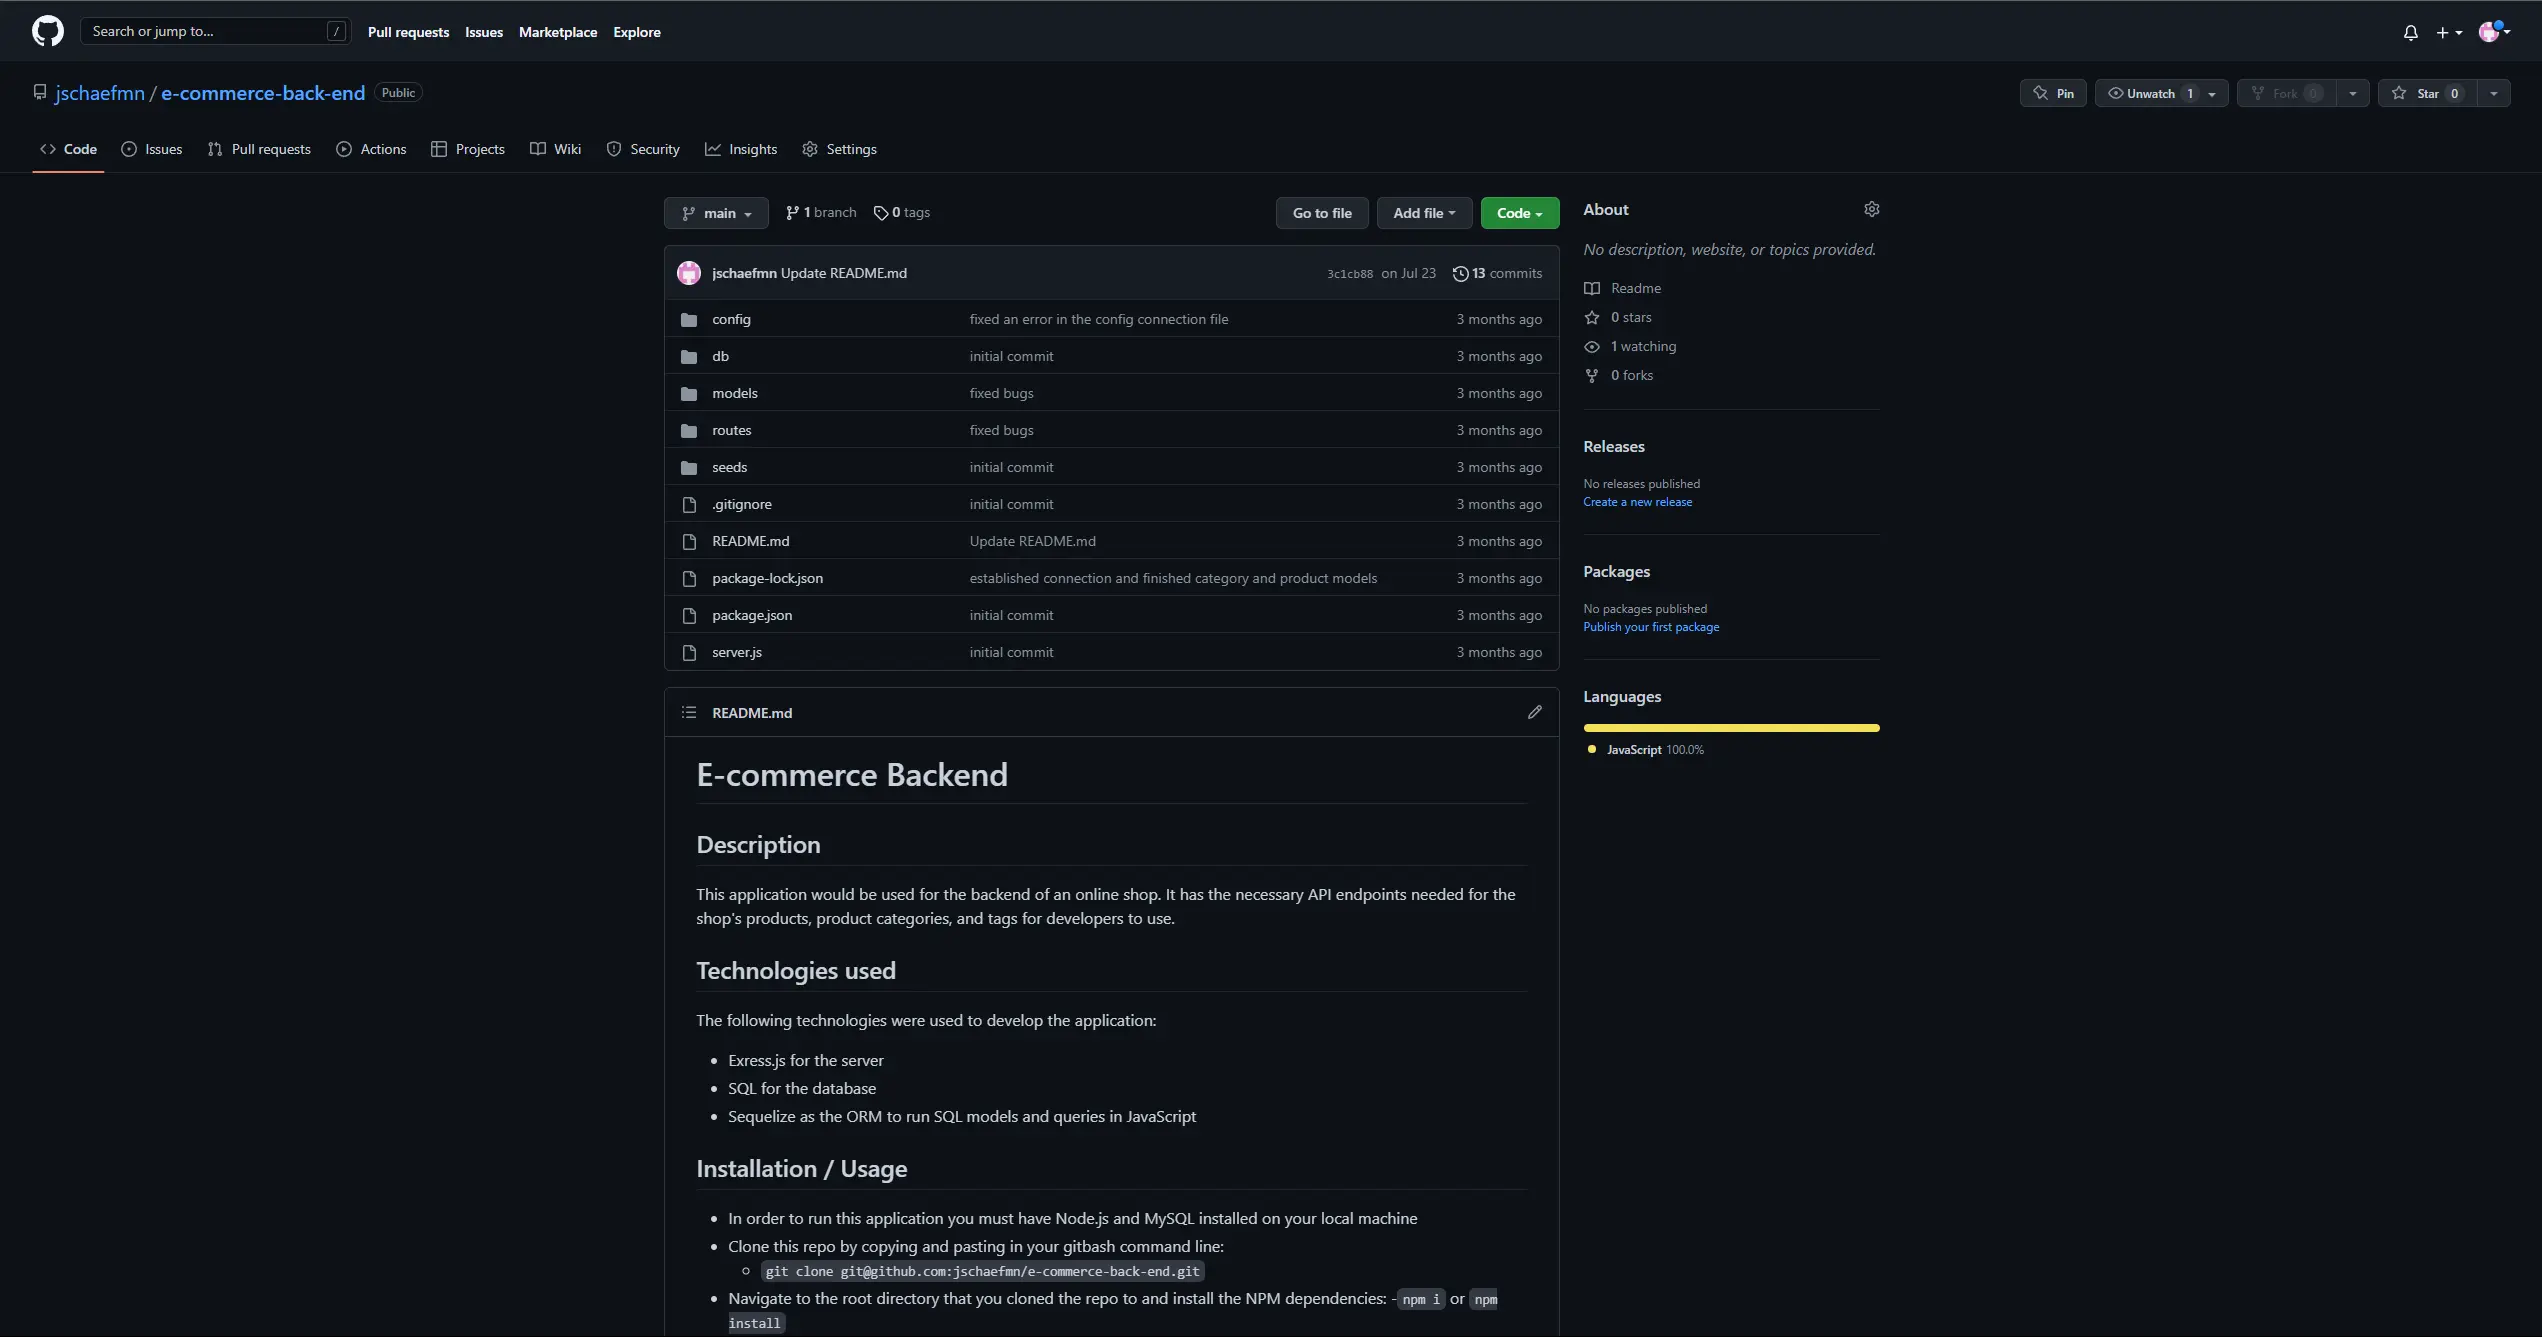 Search or jump to... /
Pull requests Issues Marketplace Explore
jschaefmn / e-commerce-back-end Public
Pin Unwatch 1 Fork 0 Star 0
Code Issues Pull requests Actions Projects Wiki Security Insights Settings
main 1 branch 0 tags Go to file Add file Code
jschaefmn Update README.md 3c1cb88 on Jul 23 13 commits
config fixed an error in the config connection file 3 months ago
db initial commit 3 months ago
models fixed bugs 3 months ago
routes fixed bugs 3 months ago
seeds initial commit 3 months ago
.gitignore initial commit 3 months ago
README.md Update README.md 3 months ago
package-lock.json established connection and finished category and product models 3 months ago
package.json initial commit 3 months ago
server.js initial commit 3 months ago
README.md
E-commerce Backend
Description
This application would be used for the backend of an online shop. It has the necessary API endpoints needed for the
shop's products, product categories, and tags for developers to use.
Technologies used
The following technologies were used to develop the application:
Exress.js for the server
SQL for the database
Sequelize as the ORM to run SQL models and queries in JavaScript
Installation / Usage
In order to run this application you must have Node.js and MySQL installed on your local machine
Clone this repo by copying and pasting in your gitbash command line:
git clone git@github.com:jschaefmn/e-commerce-back-end.git
Navigate to the root directory that you cloned the repo to and install the NPM dependencies: - npm i or npm
install
About
No description, website, or topics provided.
Readme
0 stars
1 watching
0 forks
Releases
No releases published
Create a new release
Packages
No packages published
Publish your first package
Languages
JavaScript 100.0%